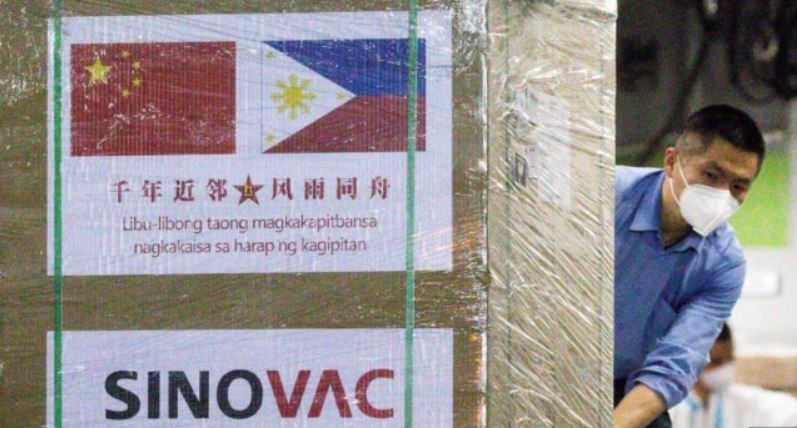 千年近邻★风雨同舟
Libu-libong taong magkakapitbansa
nagkakaisa sa harap ng kagipitan
SINOVAC